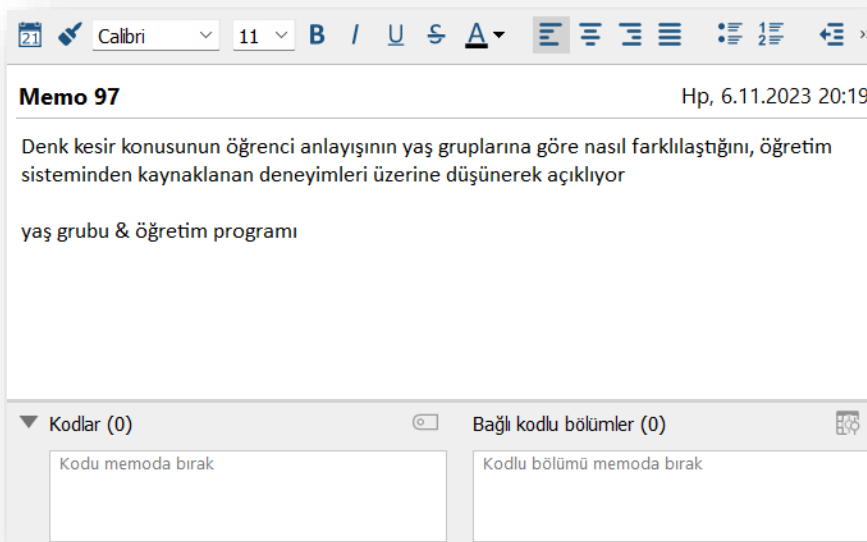 21 Calibri 11 B I U S A
Memo 97 Hp, 6.11.2023 20:19
Denk kesir konusunun öğrenci anlayışının yaş gruplarına göre nasıl farklılaştığını, öğretim
sisteminden kaynaklanan deneyimleri üzerine düşünerek açıklıyor
yaş grubu & öğretim programı
Kodlar (0) Bağlı kodlu bölümler (0)
Kodu memoda bırak Kodlu bölümü memoda bırak